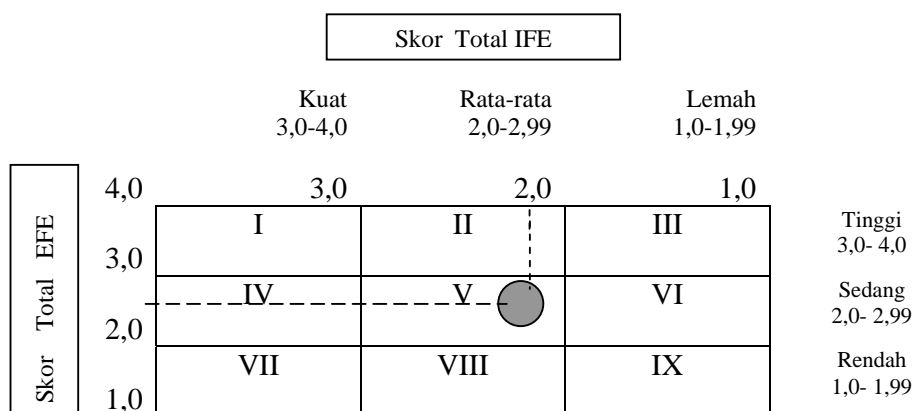 Skor Total IFE
Kuat Rata-rata Lemah
3,0-4,0 2,0-2,99 1,0-1,99
4,0 3,0 2,0 1,0
I II III
Tinggi
3,0- 4,0
3,0
IV V VI
Sedang
2,0- 2,99
2,0
VII VIII IX
Rendah
1,0- 1,99
1,0
Skor Total EFE